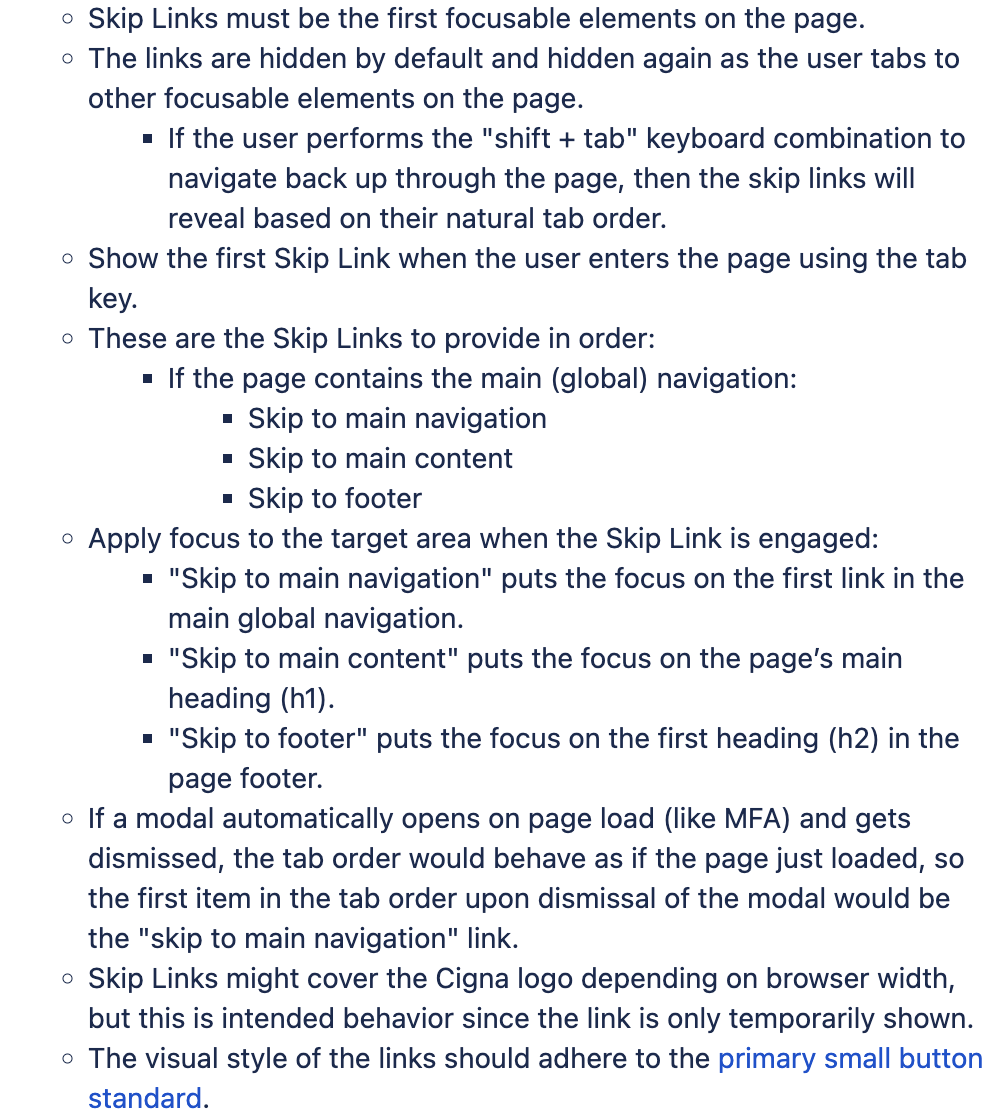 Skip Links must be the first focusable elements on the page.
The links are hidden by default and hidden again as the user tabs to
other focusable elements on the page.
If the user performs the "shift + tab" keyboard combination to
navigate back up through the page, then the skip links will
reveal based on their natural tab order.
Show the first Skip Link when the user enters the page using the tab
key.
These are the Skip Links to provide in order:
If the page contains the main (global) navigation:
Skip to main navigation
Skip to main content
Skip to footer
Apply focus to the target area when the Skip Link is engaged:
"Skip to main navigation" puts the focus on the first link in the
main global navigation.
"Skip to main content" puts the focus on the page’s main
heading (h1).
"Skip to footer" puts the focus on the first heading (h2) in the
page footer.
If a modal automatically opens on page load (like MFA) and gets
dismissed, the tab order would behave as if the page just loaded, so
the first item in the tab order upon dismissal of the modal would be
the "skip to main navigation" link.
Skip Links might cover the Cigna logo depending on browser width,
but this is intended behavior since the link is only temporarily shown.
The visual style of the links should adhere to the primary small button
standard.